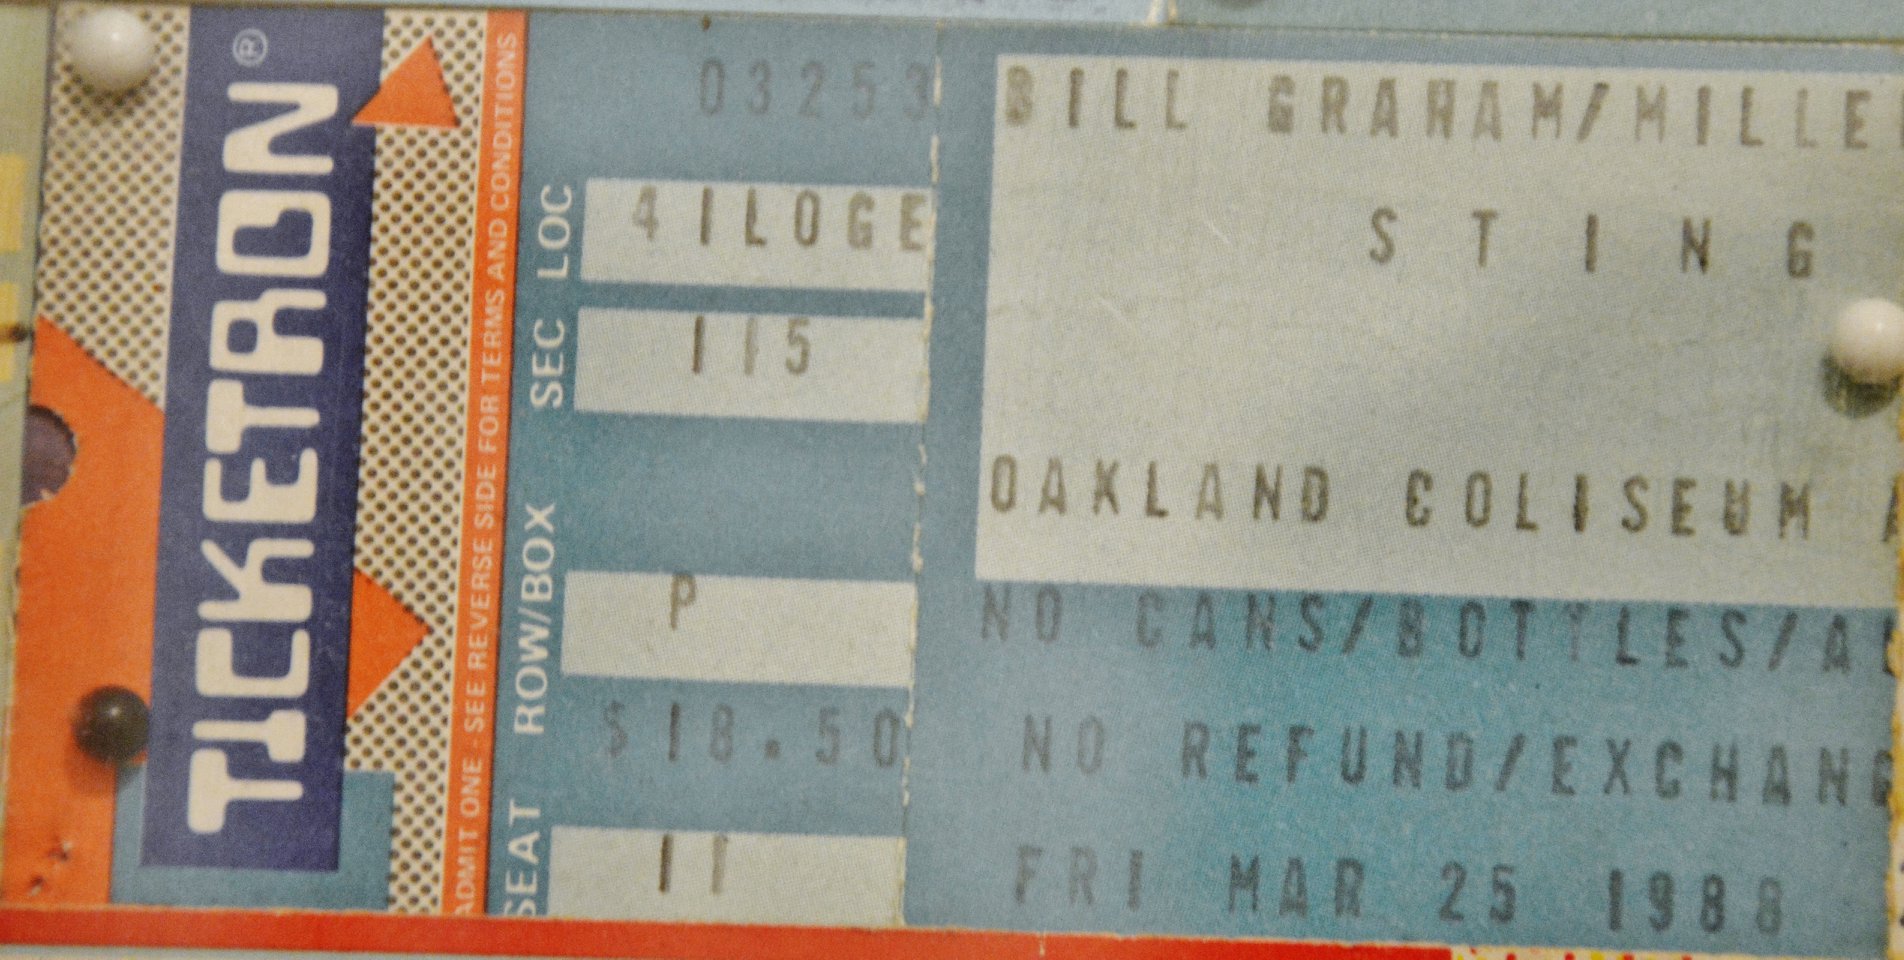 TICKETRON®
ADMIT ONE - SEE REVERSE SIDE FOR TERMS AND CONDITIONS
03253
LOC 4ILOGE
SEC 115
ROW/BOX P
$18.50
SEAT 11
BILL GRAHAM/MILLE
STING
OAKLAND COLISEUM A
NO CANS/BOTTLES/AL
NO REFUND/EXCHANG
FRI MAR 25 1988